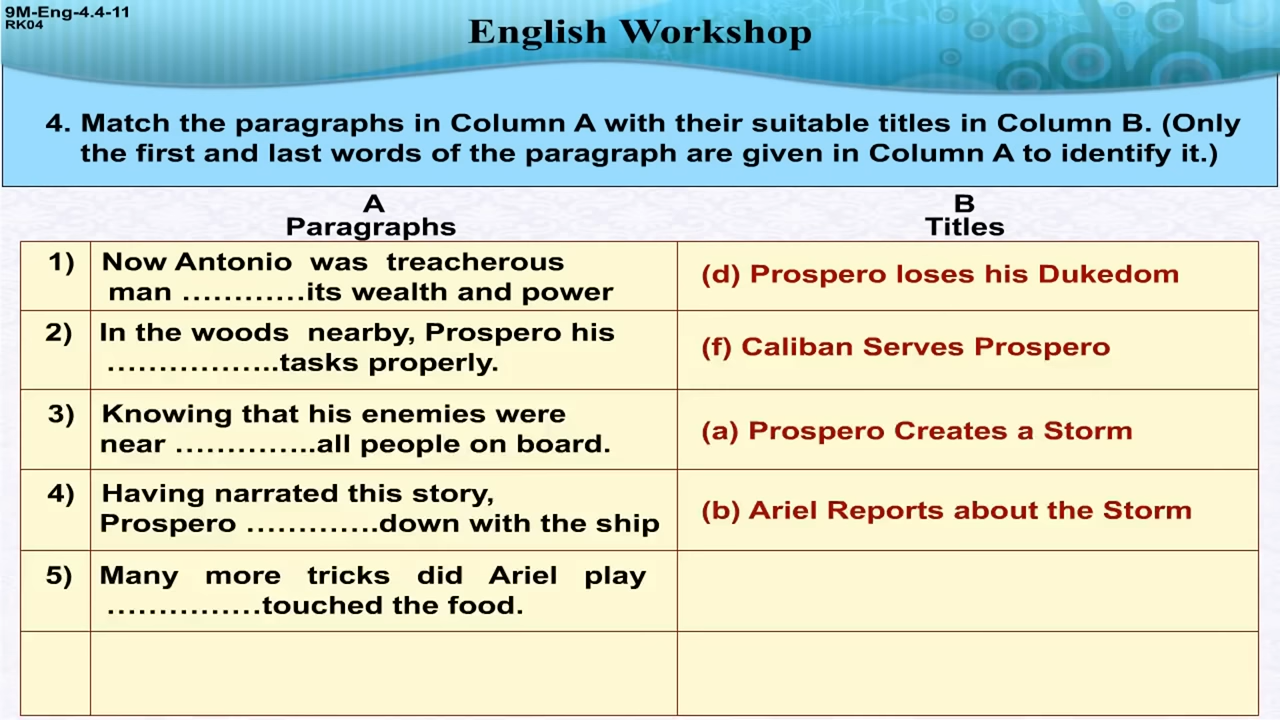 9M-Eng-4.4-11
RK04
English Workshop
4. Match the paragraphs in Column A with their suitable titles in Column B. (Only
the first and last words of the paragraph are given in Column A to identify it.)
A
Paragraphs
B
Titles
1) Now Antonio was treacherous
man …………its wealth and power
(d) Prospero loses his Dukedom
2) In the woods nearby, Prospero his
……………..tasks properly.
(f) Caliban Serves Prospero
3) Knowing that his enemies were
near …………..all people on board.
(a) Prospero Creates a Storm
4) Having narrated this story,
Prospero ………….down with the ship
(b) Ariel Reports about the Storm
5) Many more tricks did Ariel play
……………touched the food.